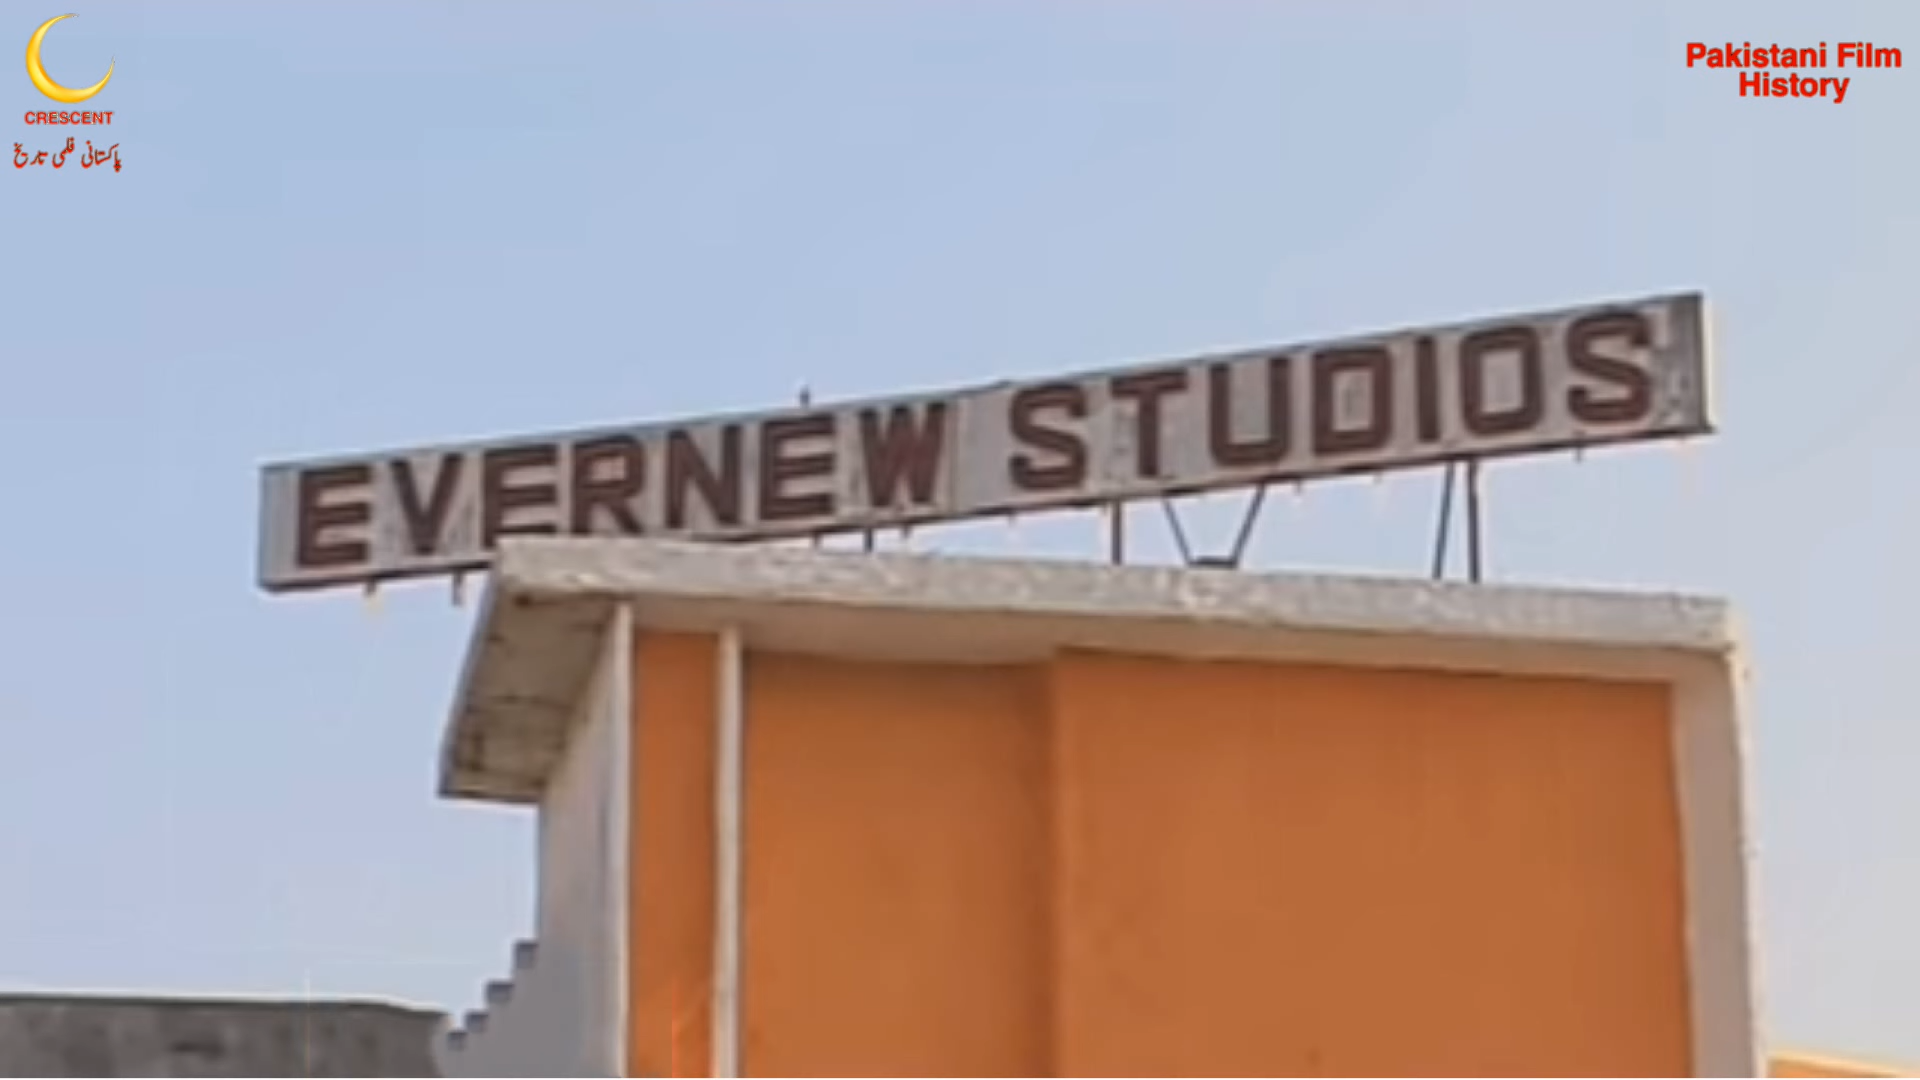 CRESCENT
پاکستانی فلمی تاریخ
Pakistani Film
History
EVERNEW STUDIOS